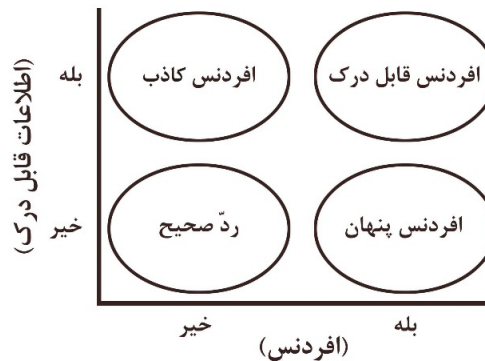 افردنس قابل درک
افردنس کاذب
بله
افردنس پنهان
ردّ صحیح
خیر
(اطلاعات قابل درک)
بله
خیر
(افردنس)